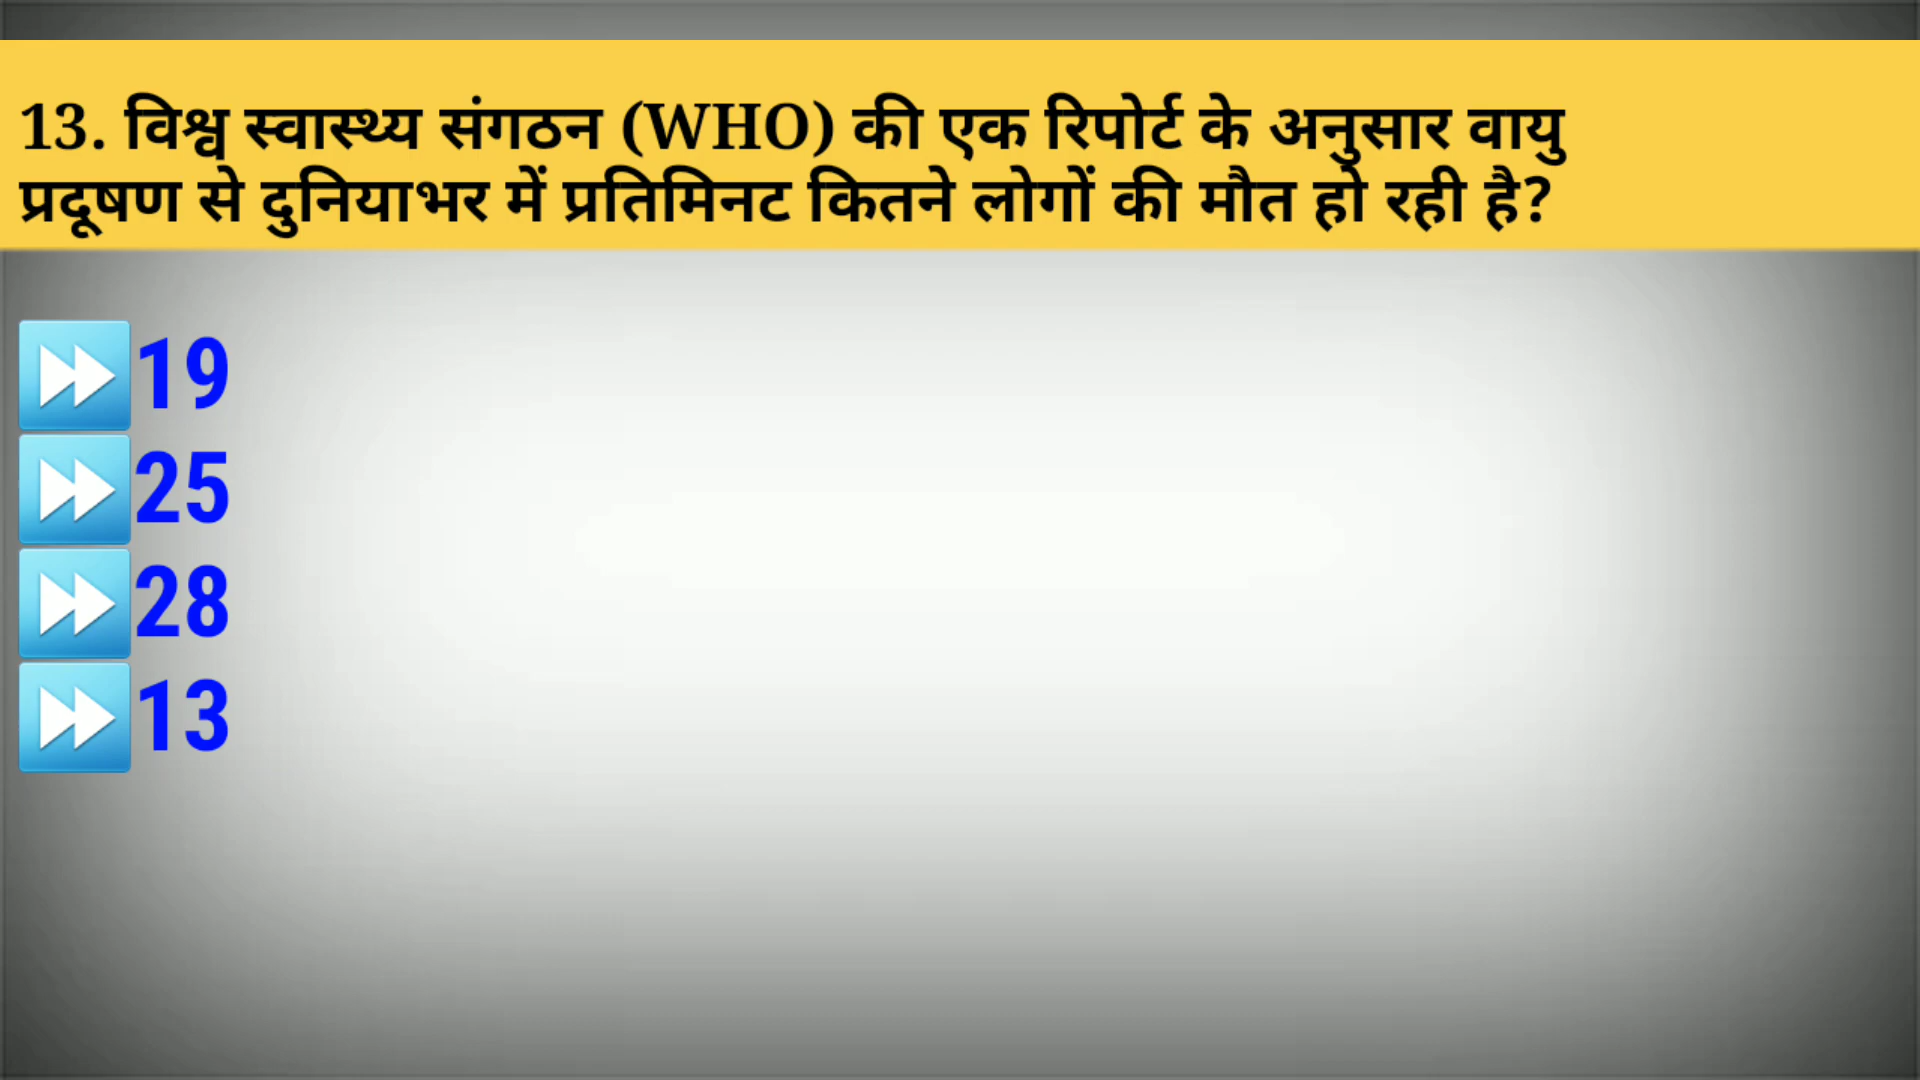 13. विश्व स्वास्थ्य संगठन (WHO) की एक रिपोर्ट के अनुसार वायु
प्रदूषण से दुनियाभर में प्रतिमिनट कितने लोगों की मौत हो रही है?
19
25
28
13